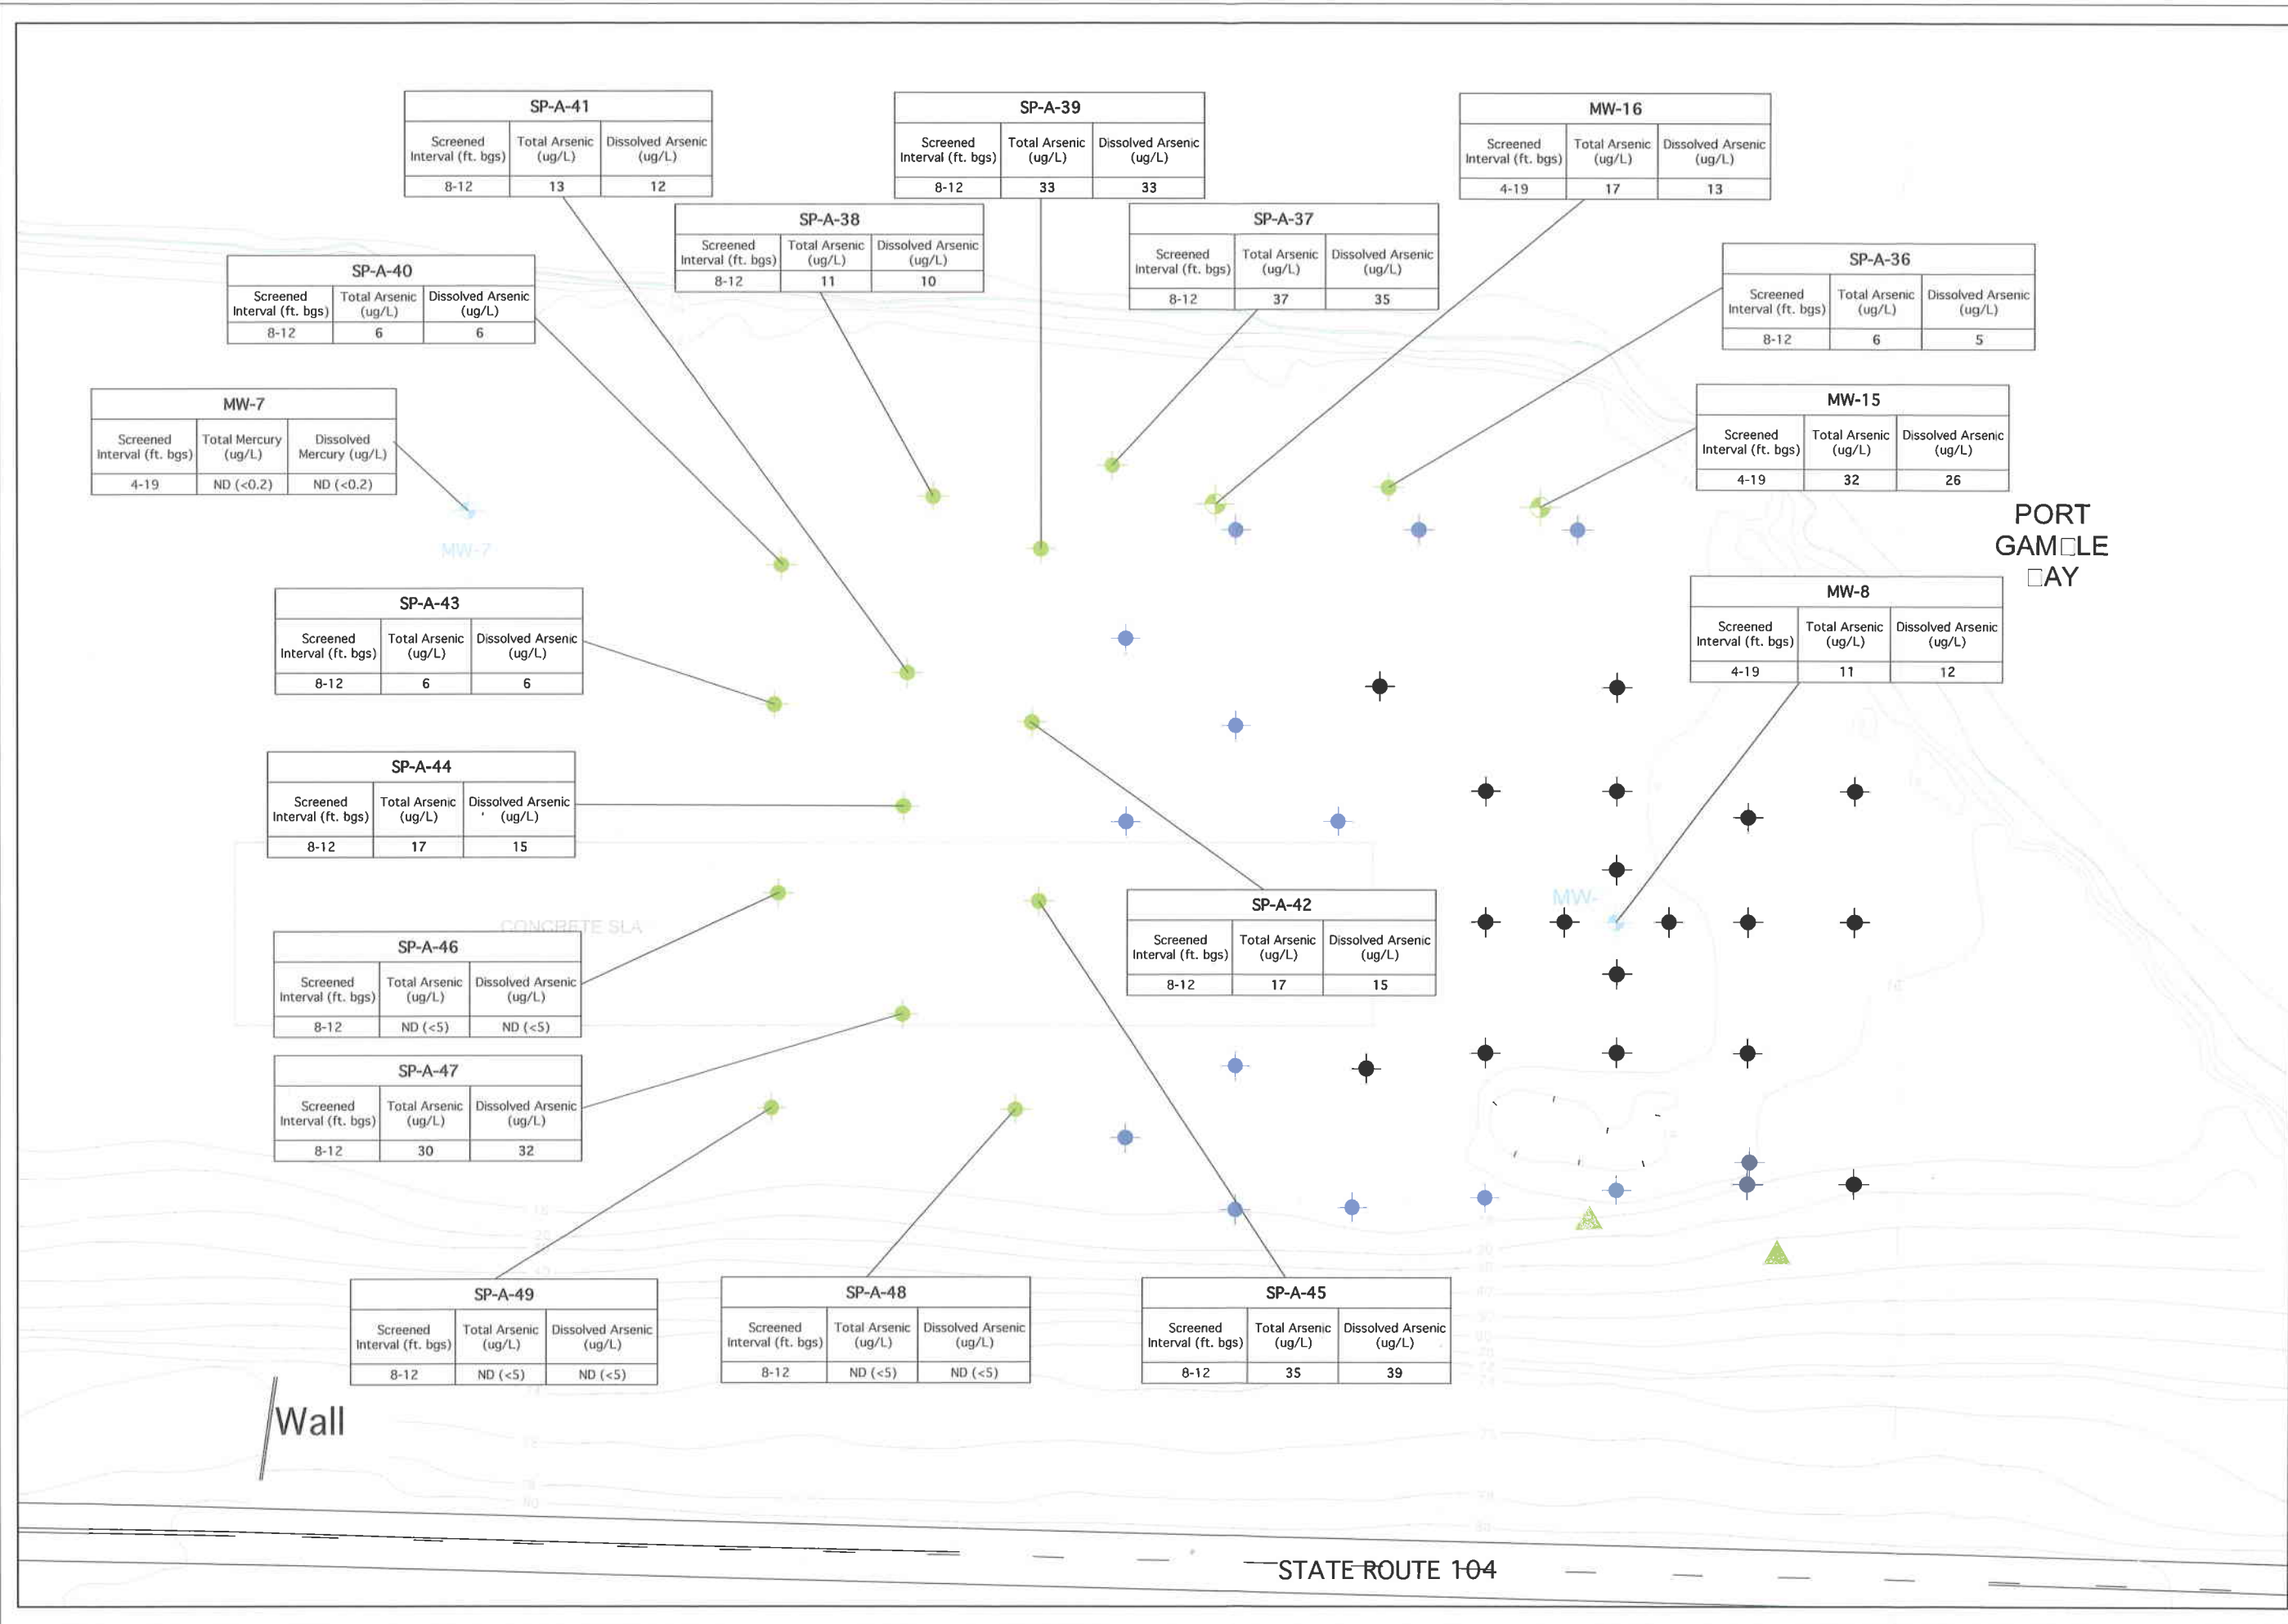 SP-A-41
Screened Interval (ft. bgs) Total Arsenic (ug/L) Dissolved Arsenic (ug/L)
8-12 13 12
SP-A-39
Screened Interval (ft. bgs) Total Arsenic (ug/L) Dissolved Arsenic (ug/L)
8-12 33 33
MW-16
Screened Interval (ft. bgs) Total Arsenic (ug/L) Dissolved Arsenic (ug/L)
4-19 17 13
SP-A-38
Screened Interval (ft. bgs) Total Arsenic (ug/L) Dissolved Arsenic (ug/L)
8-12 11 10
SP-A-37
Screened Interval (ft. bgs) Total Arsenic (ug/L) Dissolved Arsenic (ug/L)
8-12 37 35
SP-A-36
Screened Interval (ft. bgs) Total Arsenic (ug/L) Dissolved Arsenic (ug/L)
8-12 6 5
SP-A-40
Screened Interval (ft. bgs) Total Arsenic (ug/L) Dissolved Arsenic (ug/L)
8-12 6 6
MW-7
Screened Interval (ft. bgs) Total Mercury (ug/L) Dissolved Mercury (ug/L)
4-19 ND (<0.2) ND (<0.2)
MW-15
Screened Interval (ft. bgs) Total Arsenic (ug/L) Dissolved Arsenic (ug/L)
4-19 32 26
PORT
GAM□LE
□AY
MW-7
SP-A-43
Screened Interval (ft. bgs) Total Arsenic (ug/L) Dissolved Arsenic (ug/L)
8-12 6 6
MW-8
Screened Interval (ft. bgs) Total Arsenic (ug/L) Dissolved Arsenic (ug/L)
4-19 11 12
SP-A-44
Screened Interval (ft. bgs) Total Arsenic (ug/L) Dissolved Arsenic (ug/L)
8-12 17 15
MW-
CONCRETE SLA
SP-A-42
Screened Interval (ft. bgs) Total Arsenic (ug/L) Dissolved Arsenic (ug/L)
8-12 17 15
SP-A-46
Screened Interval (ft. bgs) Total Arsenic (ug/L) Dissolved Arsenic (ug/L)
8-12 ND (<5) ND (<5)
SP-A-47
Screened Interval (ft. bgs) Total Arsenic (ug/L) Dissolved Arsenic (ug/L)
8-12 30 32
SP-A-49
Screened Interval (ft. bgs) Total Arsenic (ug/L) Dissolved Arsenic (ug/L)
8-12 ND (<5) ND (<5)
SP-A-48
Screened Interval (ft. bgs) Total Arsenic (ug/L) Dissolved Arsenic (ug/L)
8-12 ND (<5) ND (<5)
SP-A-45
Screened Interval (ft. bgs) Total Arsenic (ug/L) Dissolved Arsenic (ug/L)
8-12 35 39
Wall
STATE ROUTE 104